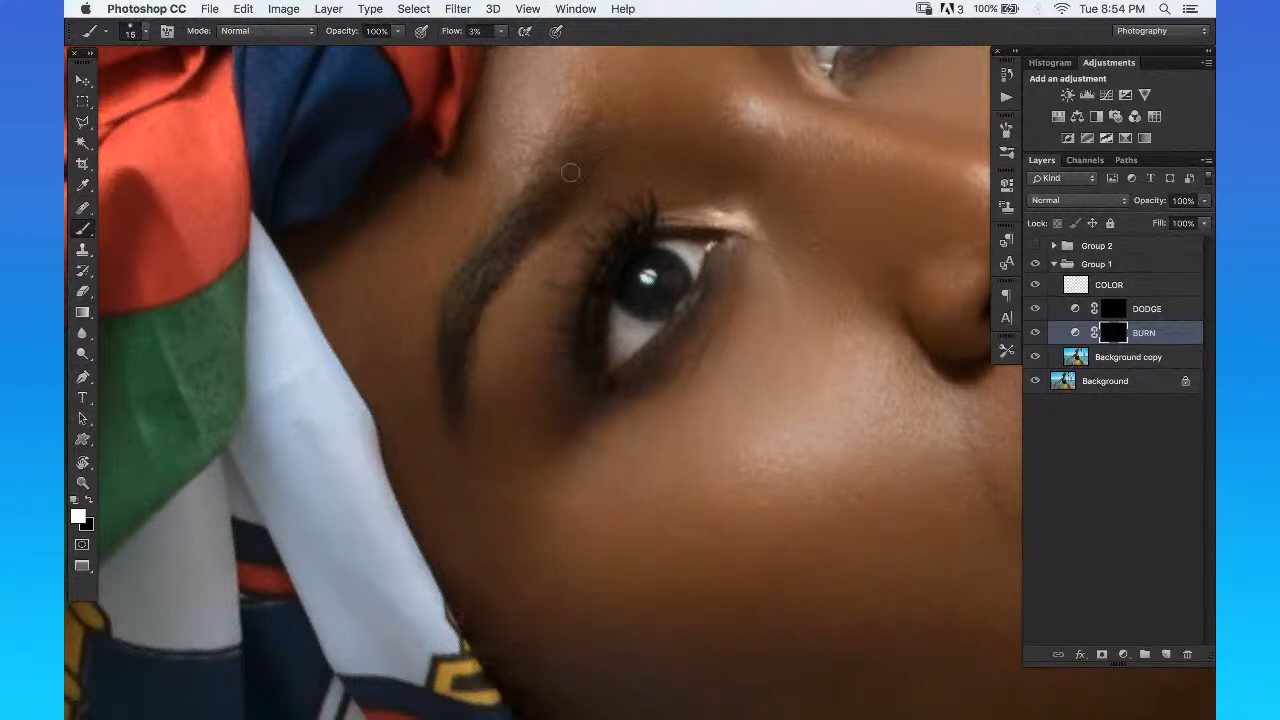 Photoshop CC File Edit Image Layer Type Select Filter 3D View Window Help 3 100% Tue 8:54 PM
15 Mode: Normal Opacity: 100% Flow: 3% Photography
Histogram Adjustments
Add an adjustment
Layers Channels Paths
Kind T
Normal Opacity: 100%
Lock: Fill: 100%
Group 2
Group 1
COLOR
DODGE
BURN
Background copy
Background
fx